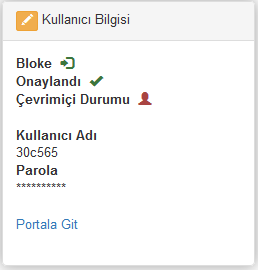 Kullanıcı Bilgisi
Bloke
Onaylandı
Çevrimiçi Durumu
Kullanıcı Adı
30c565
Parola
**********
Portala Git